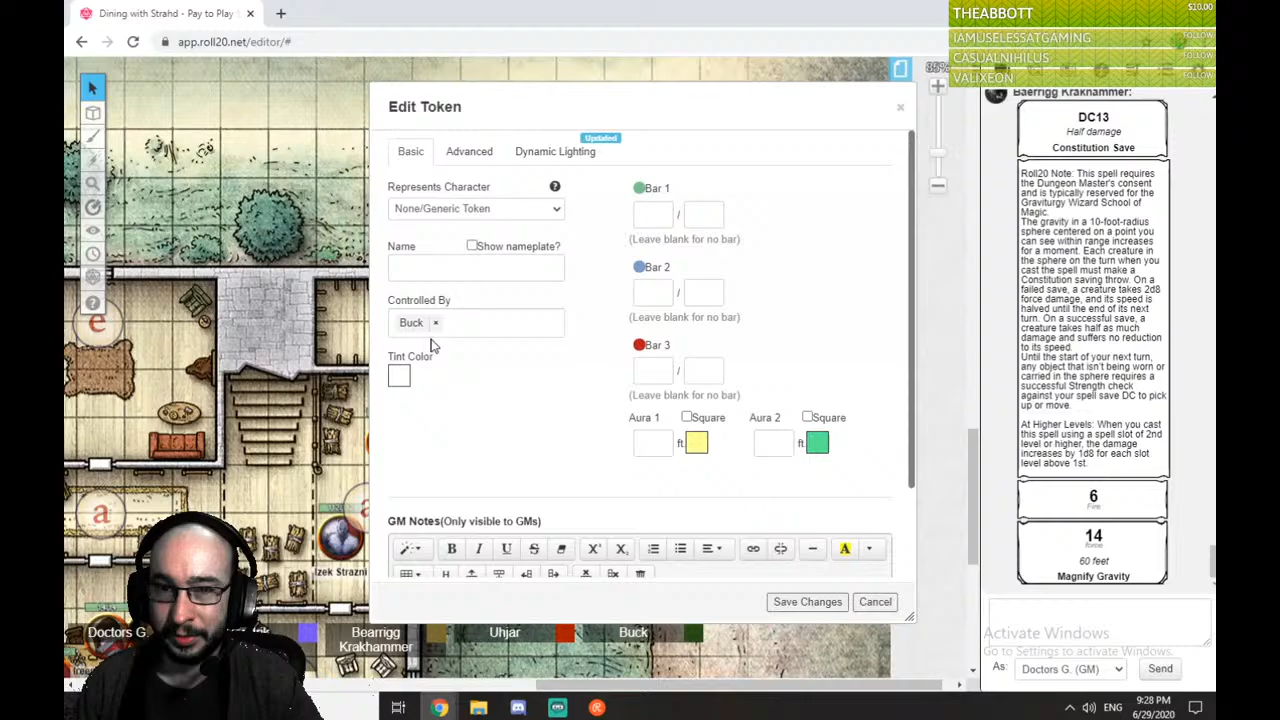 Dining with Strahd - Pay to Play
THEABBOTT
$10.00
IAMUSELESSATGAMING
FOLLOW
CASUALNIHILUS
FOLLOW
VALIXEON
FOLLOW
app.roll20.net/editor/#
Edit Token
Updated
Basic
Advanced
Dynamic Lighting
Represents Character
None/Generic Token
Name
Show nameplate?
Controlled By
Buck
Tint Color
Bar 1
/
(Leave blank for no bar)
Bar 2
/
(Leave blank for no bar)
Bar 3
/
(Leave blank for no bar)
Aura 1
Square
Aura 2
Square
ft.
ft.
GM Notes(Only visible to GMs)
Save Changes
Cancel
e
a
Izek Strazni
Doctors G.
Bearrigg
Krakhammer
Uhjar
Buck
Baerrigg Krakhammer:
DC13
Half damage
Constitution Save
Roll20 Note: This spell requires
the Dungeon Master's consent
and is typically reserved for the
Graviturgy Wizard School of
Magic.
The gravity in a 10-foot-radius
sphere centered on a point you
can see within range increases
for a moment. Each creature in
the sphere on the turn when you
cast the spell must make a
Constitution saving throw. On a
failed save, a creature takes 2d8
force damage, and its speed is
halved until the end of its next
turn. On a successful save, a
creature takes half as much
damage and suffers no reduction
to its speed.
Until the start of your next turn,
any object that isn't being worn or
carried in the sphere requires a
successful Strength check
against your spell save DC to pick
up or move.
At Higher Levels: When you cast
this spell using a spell slot of 2nd
level or higher, the damage
increases by 1d8 for each slot
level above 1st.
6
Fire
14
force
60 feet
Magnify Gravity
Activate Windows
Go to Settings to activate Windows.
As:
Doctors G. (GM)
Send
ENG
9:28 PM
6/29/2020